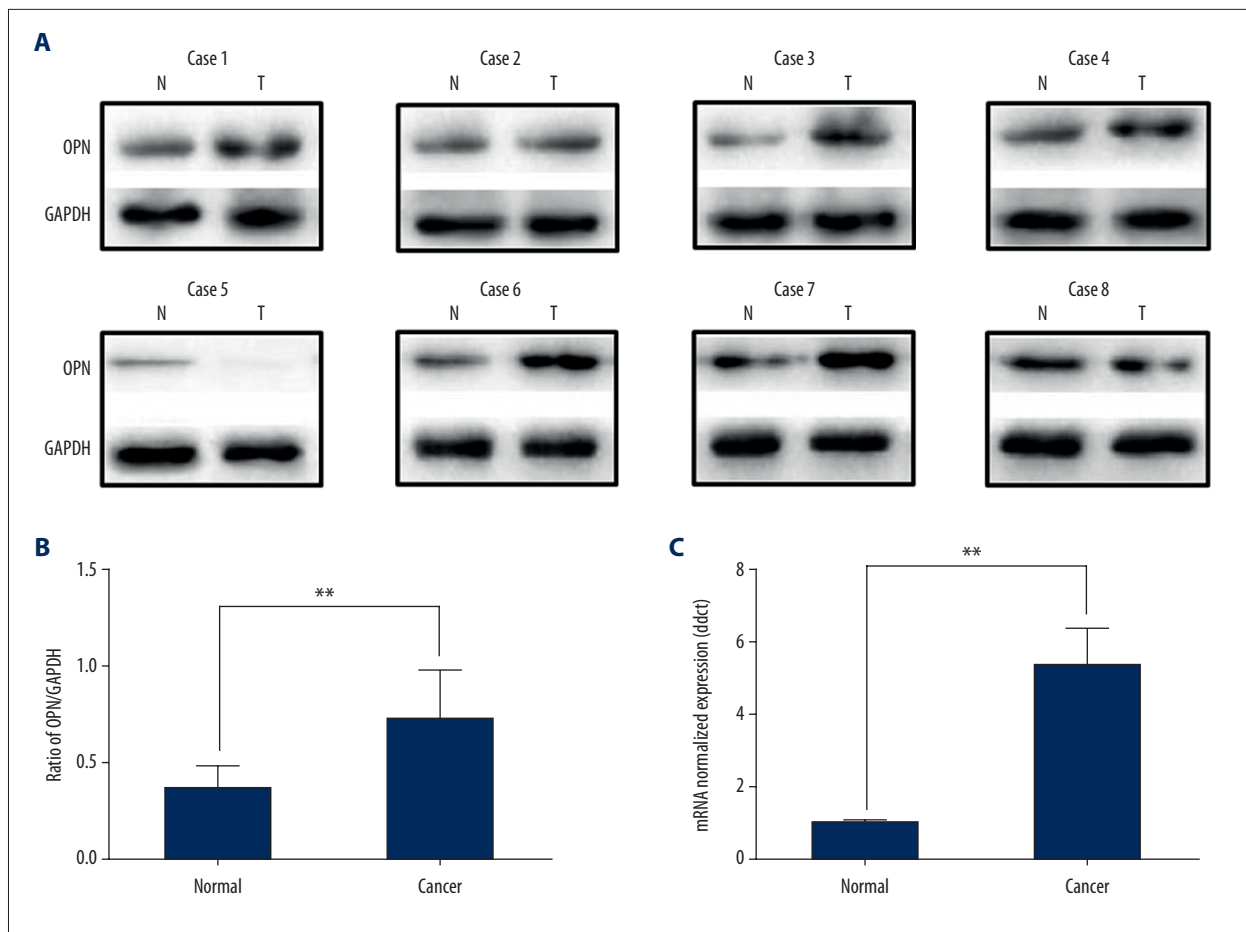 A
Case 1 Case 2 Case 3 Case 4
N T N T N T N T
OPN
GAPDH
Case 5 Case 6 Case 7 Case 8
N T N T N T N T
OPN
GAPDH
B
Ratio of OPN/GAPDH
1.5
1.0
0.5
0.0
**
Normal Cancer
C
mRNA normalized expression (ddct)
8
6
4
2
0
**
Normal Cancer